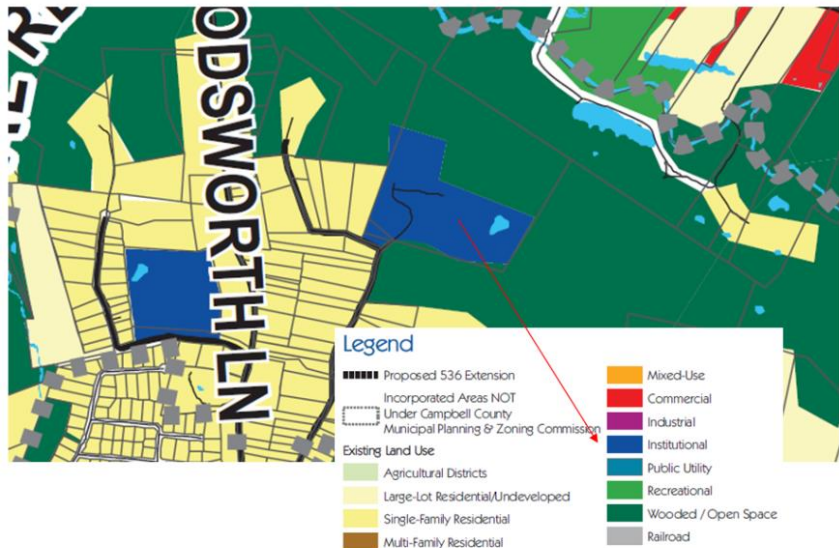 ODSWORTH LN
Legend
Proposed 536 Extension
Incorporated Areas NOT
Under Campbell County
Municipal Planning & Zoning Commission
Existing Land Use
Agricultural Districts
Large-Lot Residential/Undeveloped
Single-Family Residential
Multi-Family Residential
Mixed-Use
Commercial
Industrial
Institutional
Public Utility
Recreational
Wooded / Open Space
Railroad